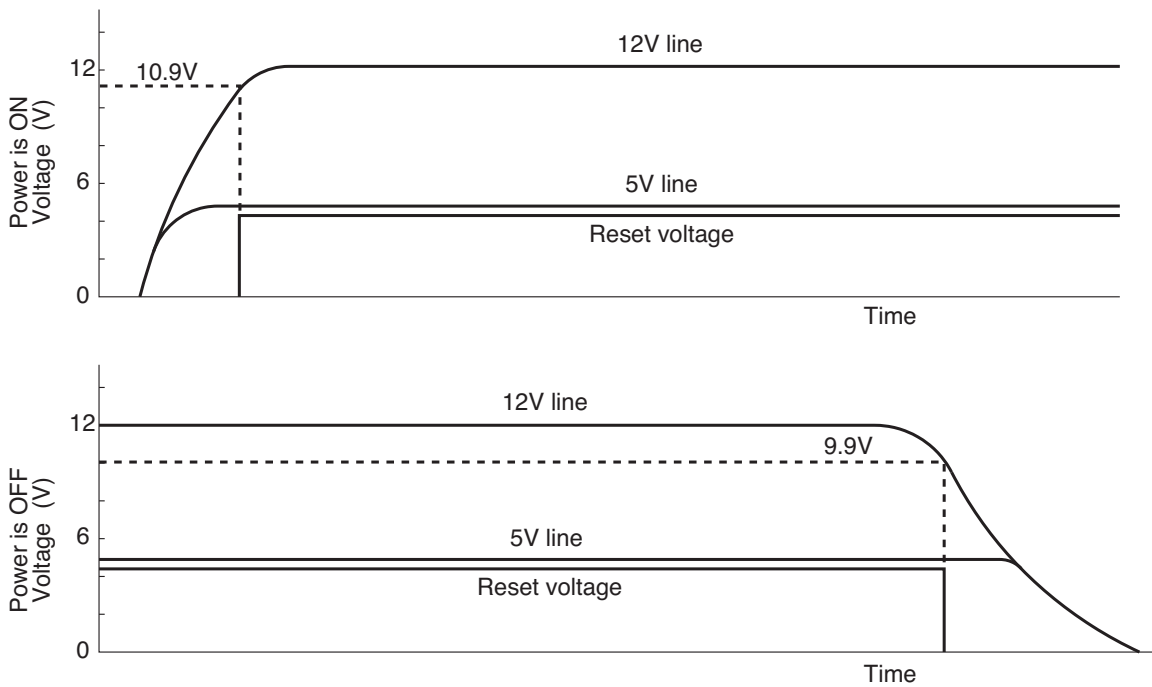 Power is ON
Voltage (V)
12
6
0
10.9V
12V line
5V line
Reset voltage
Time
Power is OFF
Voltage (V)
12
6
0
12V line
9.9V
5V line
Reset voltage
Time